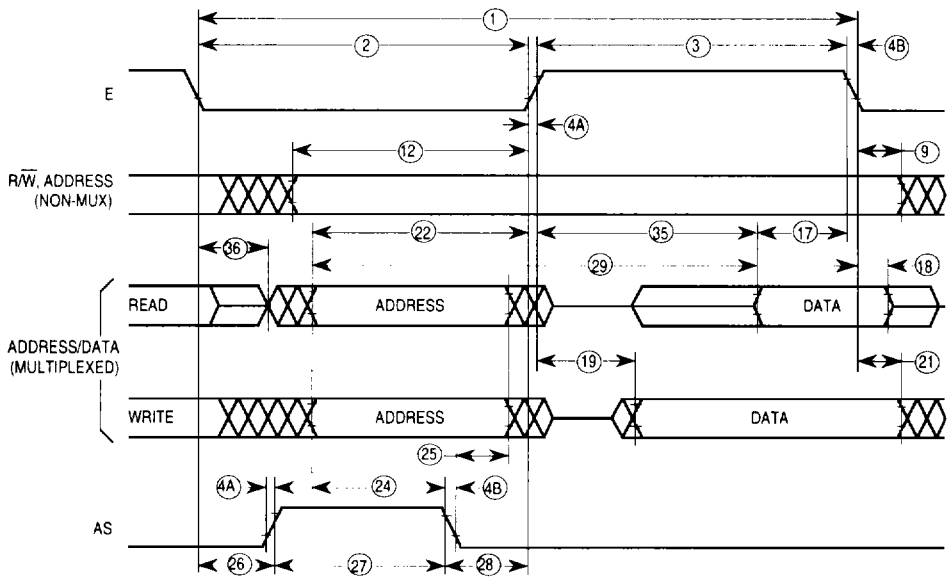 1
2
3
4B
E
4A
12
9
R/W̅, ADDRESS
(NON-MUX)
22
35
17
36
29
18
READ
ADDRESS
DATA
ADDRESS/DATA
(MULTIPLEXED)
19
21
WRITE
ADDRESS
DATA
25
4A
24
4B
AS
26
27
28